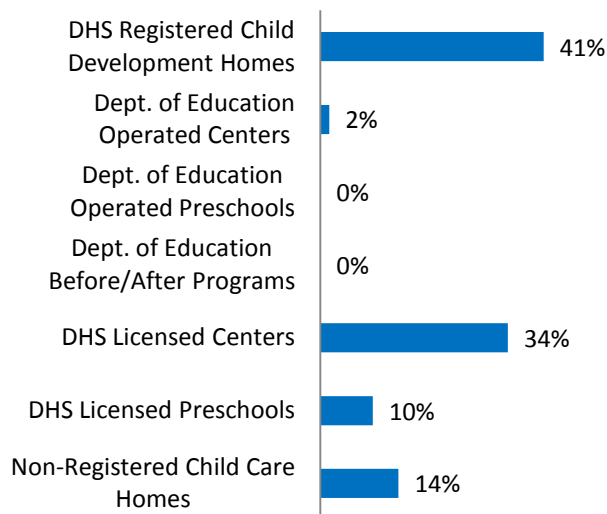 DHS Registered Child
Development Homes
41%
Dept. of Education
Operated Centers
2%
Dept. of Education
Operated Preschools
0%
Dept. of Education
Before/After Programs
0%
DHS Licensed Centers
34%
DHS Licensed Preschools
10%
Non-Registered Child Care
Homes
14%